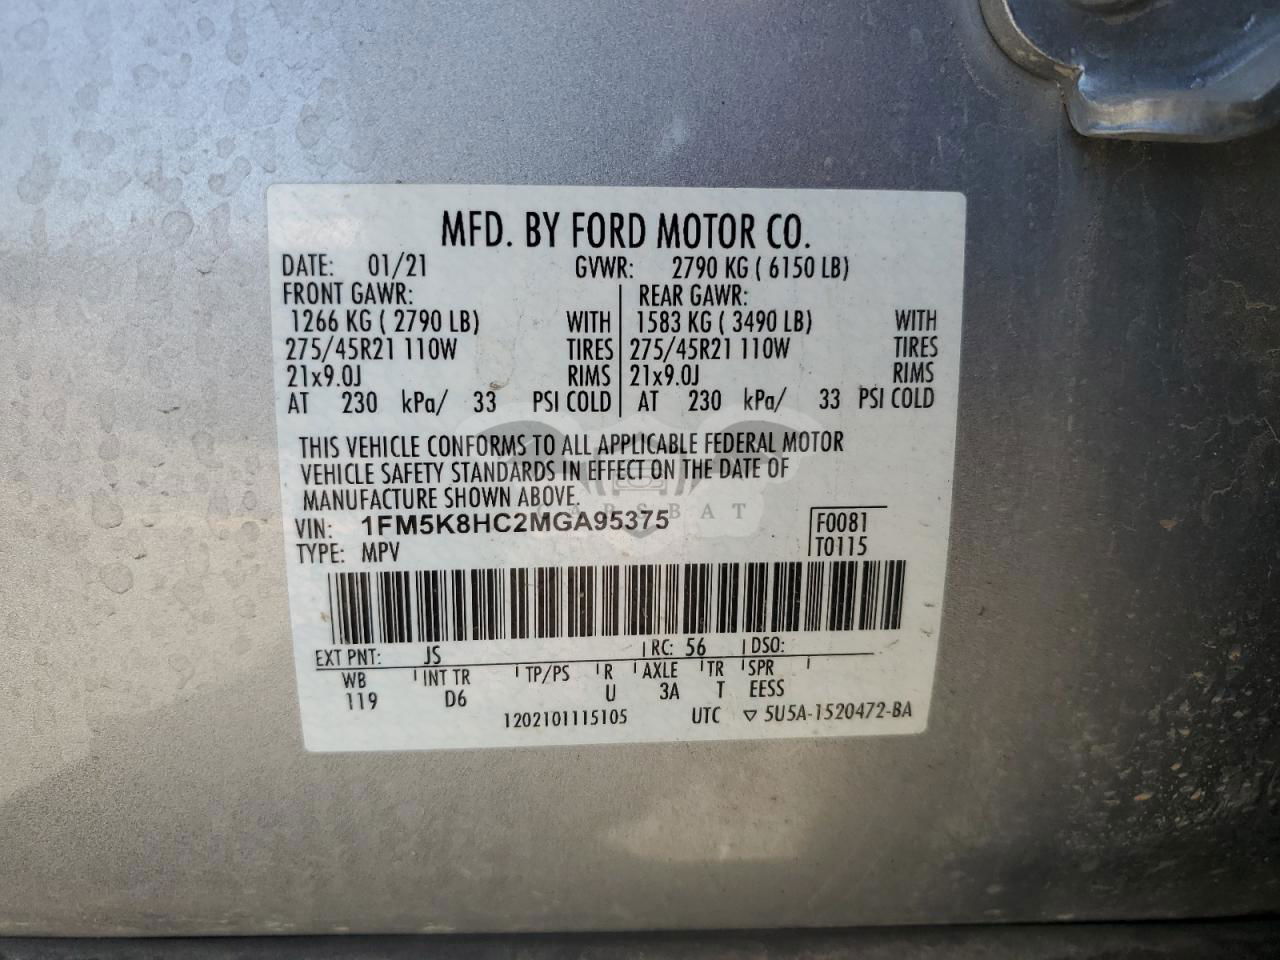 MFD. BY FORD MOTOR CO.
DATE: 01/21 GVWR: 2790 KG ( 6150 LB)
FRONT GAWR: REAR GAWR:
1266 KG ( 2790 LB) WITH 1583 KG ( 3490 LB) WITH
275/45R21 110W TIRES 275/45R21 110W TIRES
21x9.0J RIMS 21x9.0J RIMS
AT 230 kPa/ 33 PSI COLD AT 230 kPa/ 33 PSI COLD
THIS VEHICLE CONFORMS TO ALL APPLICABLE FEDERAL MOTOR
VEHICLE SAFETY STANDARDS IN EFFECT ON THE DATE OF
MANUFACTURE SHOWN ABOVE.
CARSBAT
VIN: 1FM5K8HC2MGA95375 F0081
TYPE: MPV T0115
EXT PNT: JS RC: 56 DSO:
WB INT TR TP/PS R AXLE TR SPR
119 D6 U 3A T EESS
1202101115105 UTC ▽ 5U5A-1520472-BA